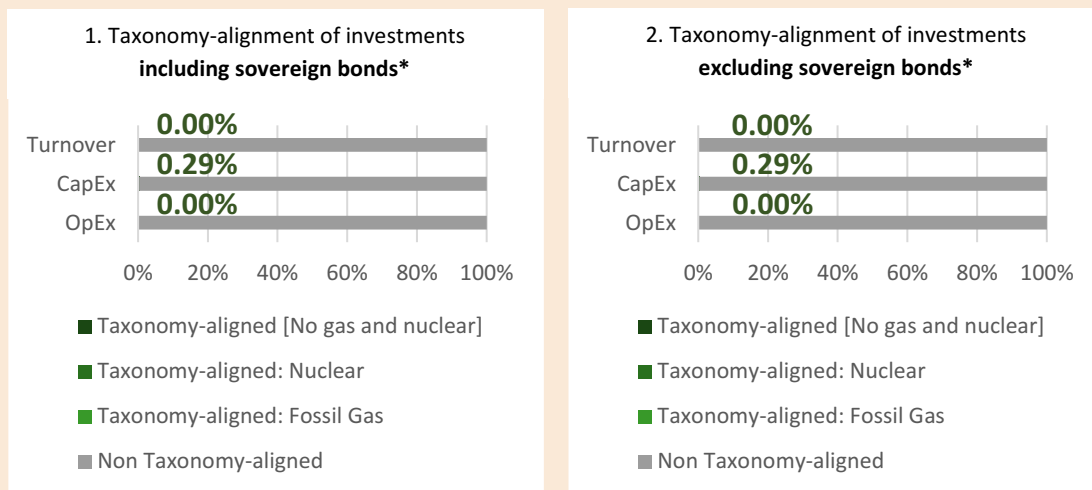 1. Taxonomy-alignment of investments
including sovereign bonds*
0.00%
Turnover
0.29%
CapEx
0.00%
OpEx
0% 20% 40% 60% 80% 100%
Taxonomy-aligned [No gas and nuclear]
Taxonomy-aligned: Nuclear
Taxonomy-aligned: Fossil Gas
Non Taxonomy-aligned
2. Taxonomy-alignment of investments
excluding sovereign bonds*
0.00%
Turnover
0.29%
CapEx
0.00%
OpEx
0% 20% 40% 60% 80% 100%
Taxonomy-aligned [No gas and nuclear]
Taxonomy-aligned: Nuclear
Taxonomy-aligned: Fossil Gas
Non Taxonomy-aligned